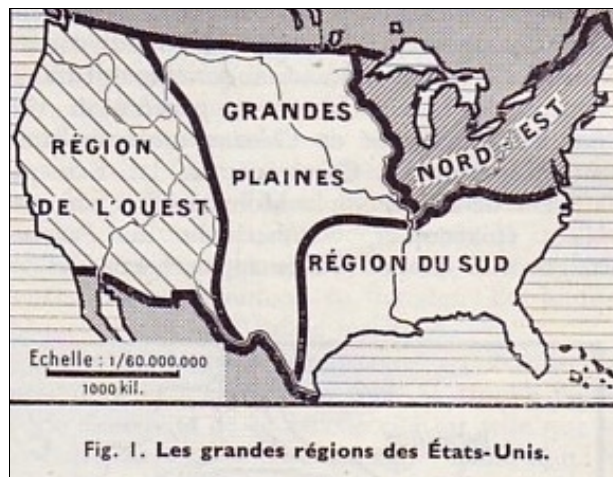 GRANDES
PLAINES
RÉGION
DE L'OUEST
NORD-EST
RÉGION DU SUD
Echelle : 1/60.000.000
1000 kil.
Fig. 1. Les grandes régions des États-Unis.